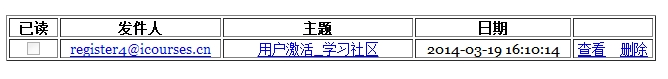 已读 发件人 主题 日期
register4@icourses.cn 用户激活_学习社区 2014-03-19 16:10:14 查看 删除